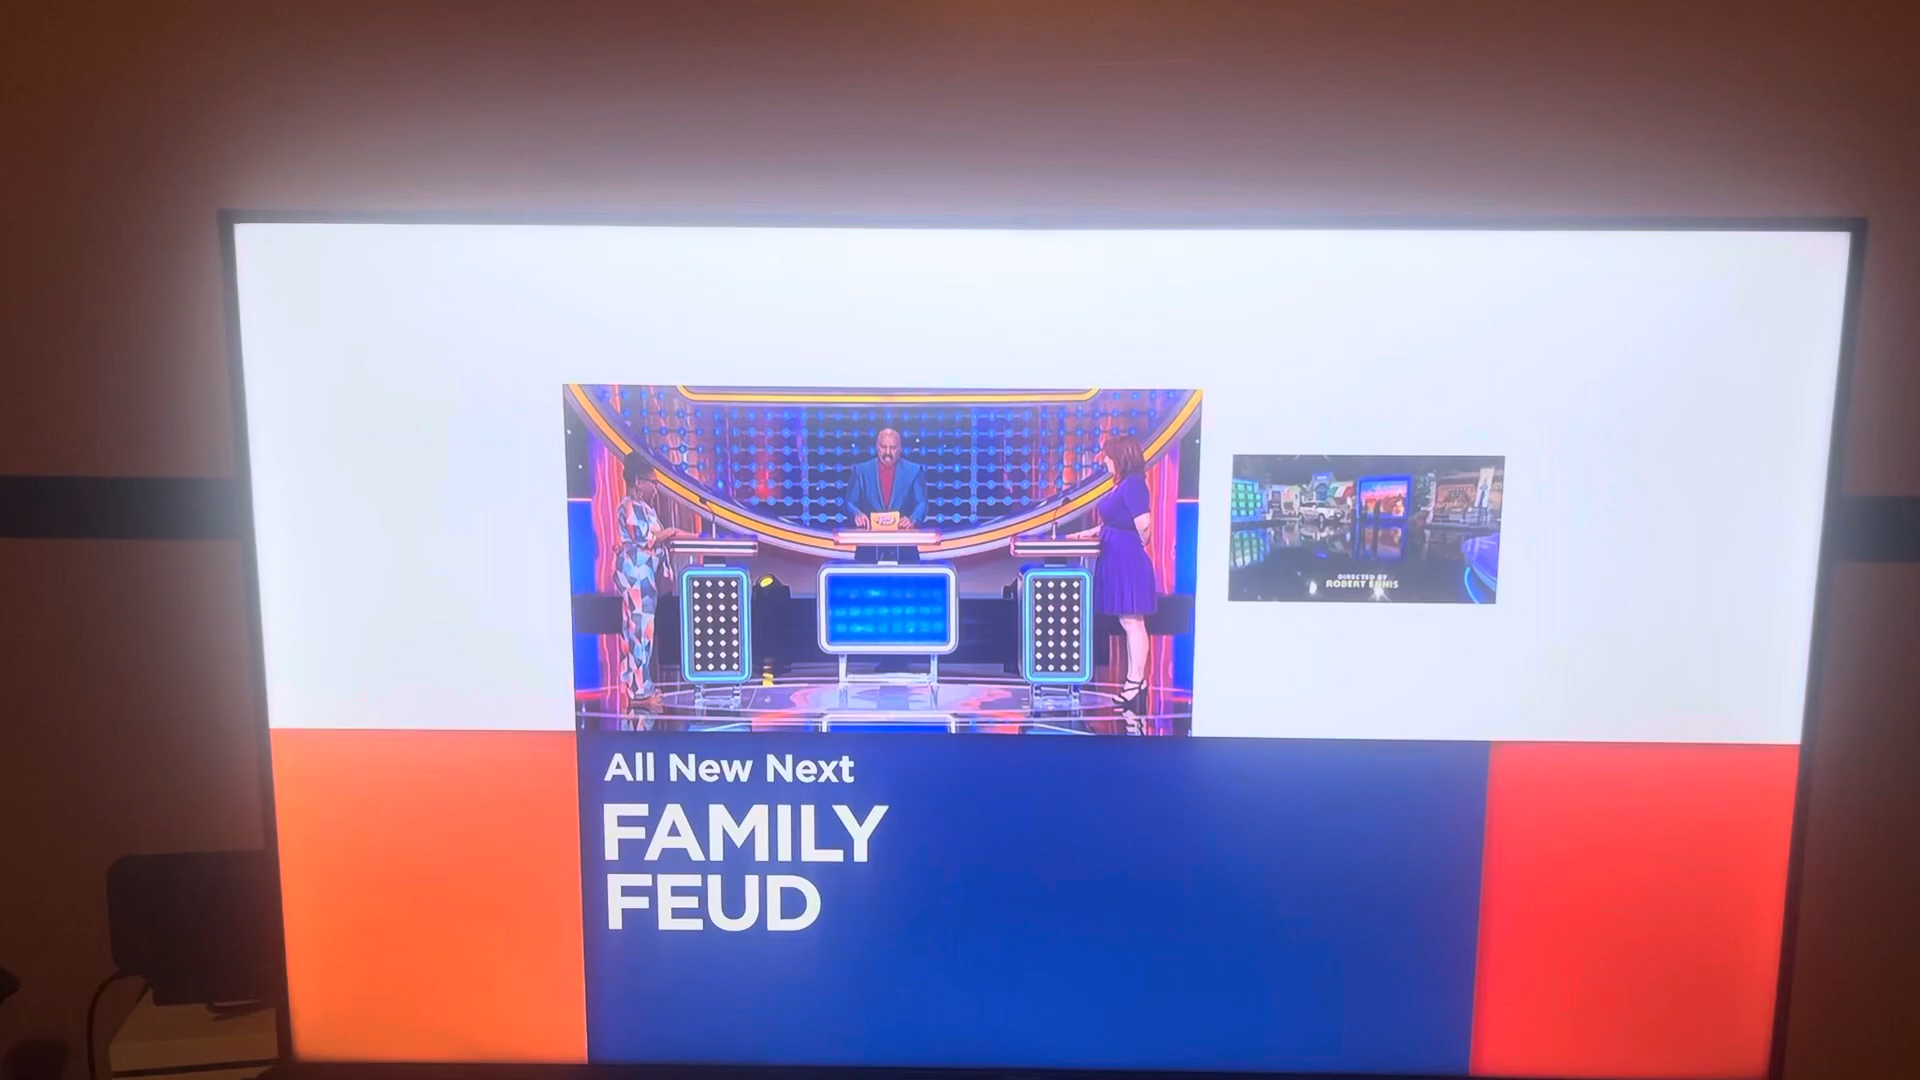 All New Next
FAMILY
FEUD
DIRECTED BY
ROBERT ENNIS